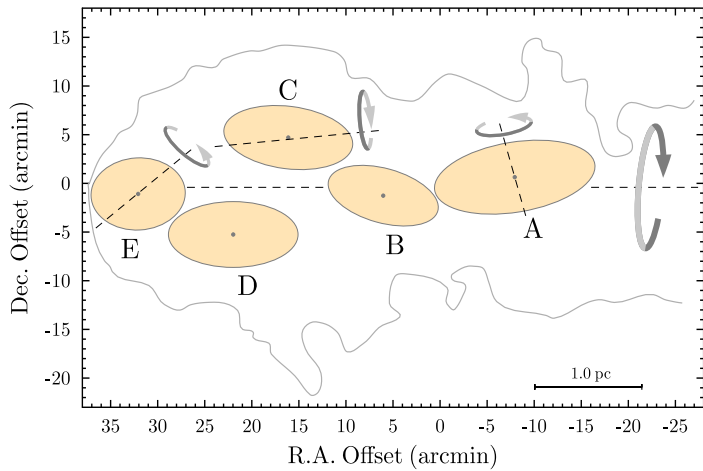 15
10
5
0
-5
-10
-15
-20
Dec. Offset (arcmin)
C
E
D
B
A
1.0 pc
35 30 25 20 15 10 5 0 -5 -10 -15 -20 -25
R.A. Offset (arcmin)